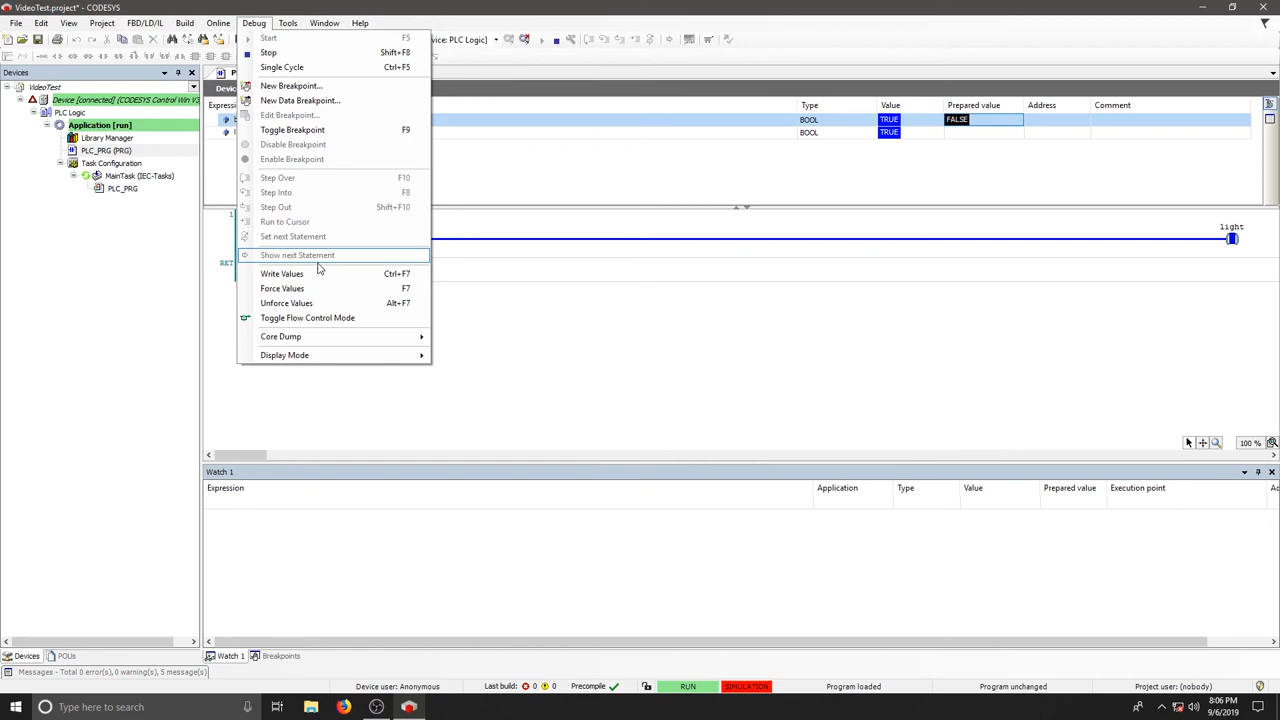 VideoTest.project* - CODESYS
File Edit View Project FBD/LD/IL Build Online Debug Tools Window Help
vice: PLC Logic]
Devices
VideoTest
Device [connected] (CODESYS Control Win V3
PLC Logic
Application [run]
Library Manager
PLC_PRG (PRG)
Task Configuration
MainTask (IEC-Tasks)
PLC_PRG
Start F5
Stop Shift+F8
Single Cycle Ctrl+F5
New Breakpoint...
New Data Breakpoint...
Edit Breakpoint...
Toggle Breakpoint F9
Disable Breakpoint
Enable Breakpoint
Step Over F10
Step Into F8
Step Out Shift+F10
Run to Cursor
Set next Statement
Show next Statement
Write Values Ctrl+F7
Force Values F7
Unforce Values Alt+F7
Toggle Flow Control Mode
Core Dump
Display Mode
P
Devic
Expres Type Value Prepared value Address Comment
BOOL TRUE FALSE
BOOL TRUE
1
light
RET
100 %
Watch 1
Expression Application Type Value Prepared value Execution point Ad
Devices POUs
Watch 1 Breakpoints
Messages - Total 0 error(s), 0 warning(s), 5 message(s)
Device user: Anonymous Last build: 0 0 Precompile RUN SIMULATION Program loaded Program unchanged Project user: (nobody)
Type here to search
8:06 PM
9/6/2019